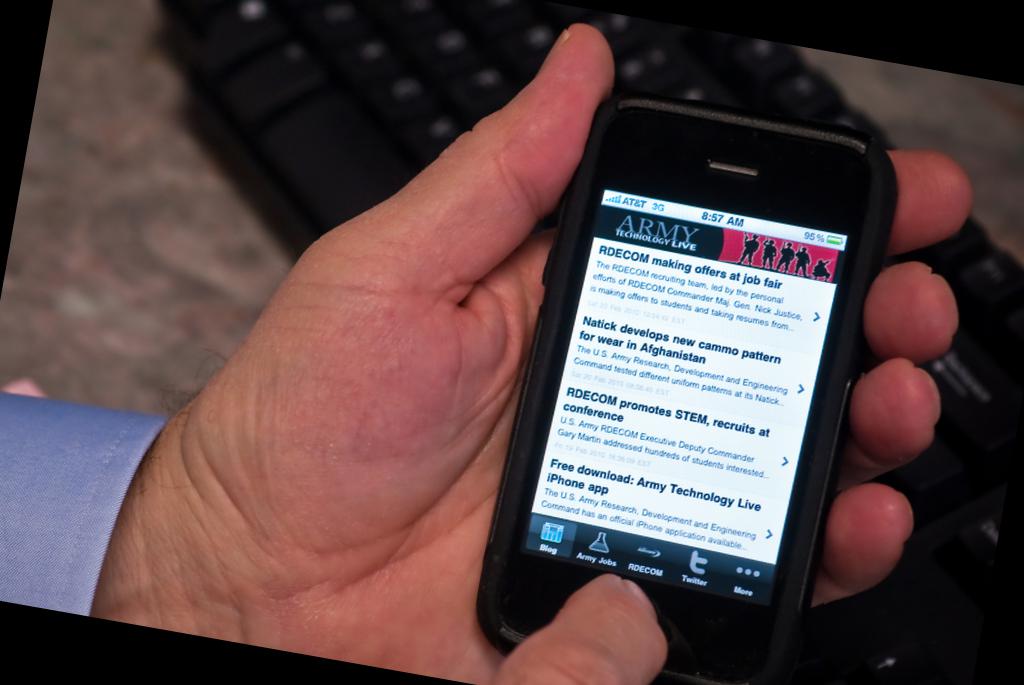 AT&T 3G 8:57 AM 95%
ARMY
TECHNOLOGY LIVE
RDECOM making offers at job fair
The RDECOM recruiting team, led by the personal
efforts of RDECOM Commander Maj. Gen. Nick Justice,
is making offers to students and taking resumes from...
Natick develops new cammo pattern
for wear in Afghanistan
The U.S. Army Research, Development and Engineering
Command tested different uniform patterns at its Natick...
RDECOM promotes STEM, recruits at
conference
U.S. Army RDECOM Executive Deputy Commander
Gary Martin addressed hundreds of students interested...
Free download: Army Technology Live
iPhone app
The U.S. Army Research, Development and Engineering
Command has an official iPhone application available...
Blog Army Jobs RDECOM Twitter More